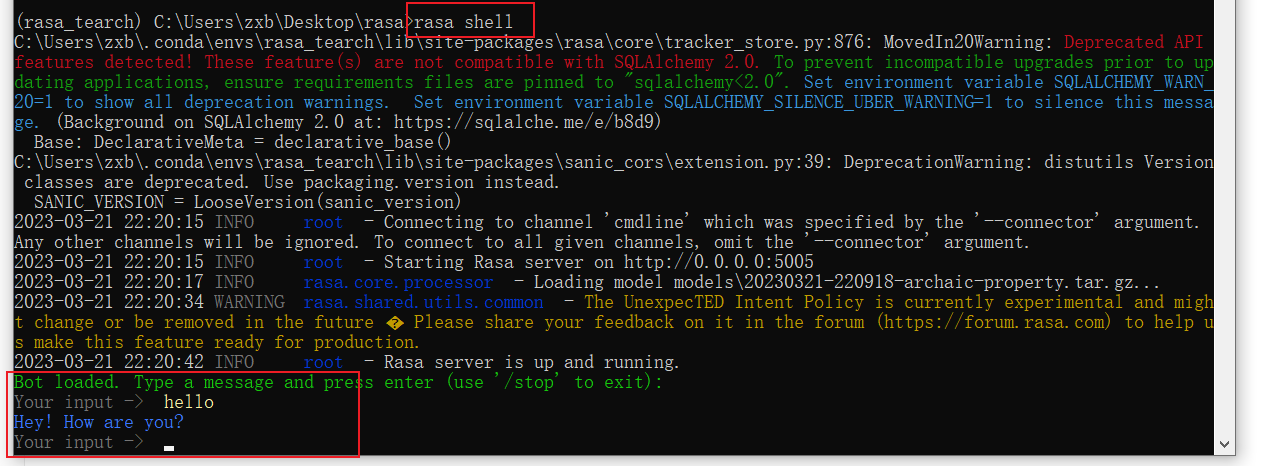 (rasa_tearch) C:\Users\zxb\Desktop\rasa>rasa shell
C:\Users\zxb\.conda\envs\rasa_tearch\lib\site-packages\rasa\core\tracker_store.py:876: MovedIn20Warning: Deprecated API
features detected! These feature(s) are not compatible with SQLAlchemy 2.0. To prevent incompatible upgrades prior to up
dating applications, ensure requirements files are pinned to "sqlalchemy<2.0". Set environment variable SQLALCHEMY_WARN_
20=1 to show all deprecation warnings.  Set environment variable SQLALCHEMY_SILENCE_UBER_WARNING=1 to silence this messa
ge. (Background on SQLAlchemy 2.0 at: https://sqlalche.me/e/b8d9)
  Base: DeclarativeMeta = declarative_base()
C:\Users\zxb\.conda\envs\rasa_tearch\lib\site-packages\sanic_cors\extension.py:39: DeprecationWarning: distutils Version
 classes are deprecated. Use packaging.version instead.
  SANIC_VERSION = LooseVersion(sanic_version)
2023-03-21 22:20:15 INFO     root  - Connecting to channel 'cmdline' which was specified by the '--connector' argument.
Any other channels will be ignored. To connect to all given channels, omit the '--connector' argument.
2023-03-21 22:20:15 INFO     root  - Starting Rasa server on http://0.0.0.0:5005
2023-03-21 22:20:17 INFO     rasa.core.processor  - Loading model models\20230321-220918-archaic-property.tar.gz...
2023-03-21 22:20:34 WARNING  rasa.shared.utils.common  - The UnexpecTED Intent Policy is currently experimental and migh
t change or be removed in the future � Please share your feedback on it in the forum (https://forum.rasa.com) to help u
s make this feature ready for production.
2023-03-21 22:20:42 INFO     root  - Rasa server is up and running.
Bot loaded. Type a message and press enter (use '/stop' to exit):
Your input ->  hello
Hey! How are you?
Your input ->